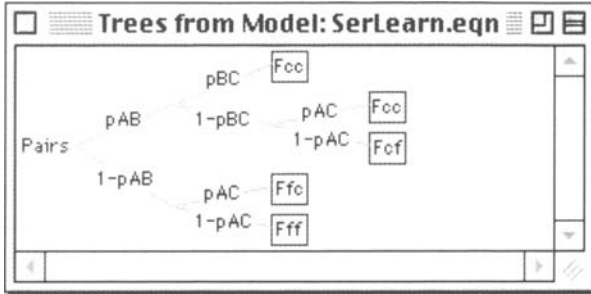 Trees from Model: SerLearn.eqn
pBC Fcc
pAB 1-pBC pAC Fcc
Pairs 1-pAC Fcf
1-pAB pAC Ffc
1-pAC Fff